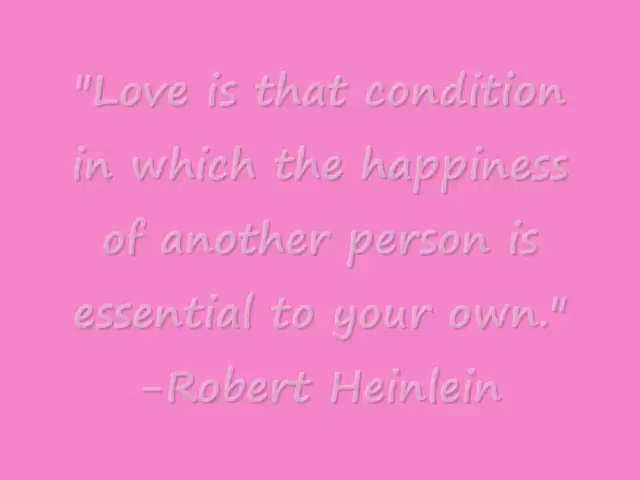 "Love is that condition
in which the happiness
of another person is
essential to your own."
-Robert Heinlein